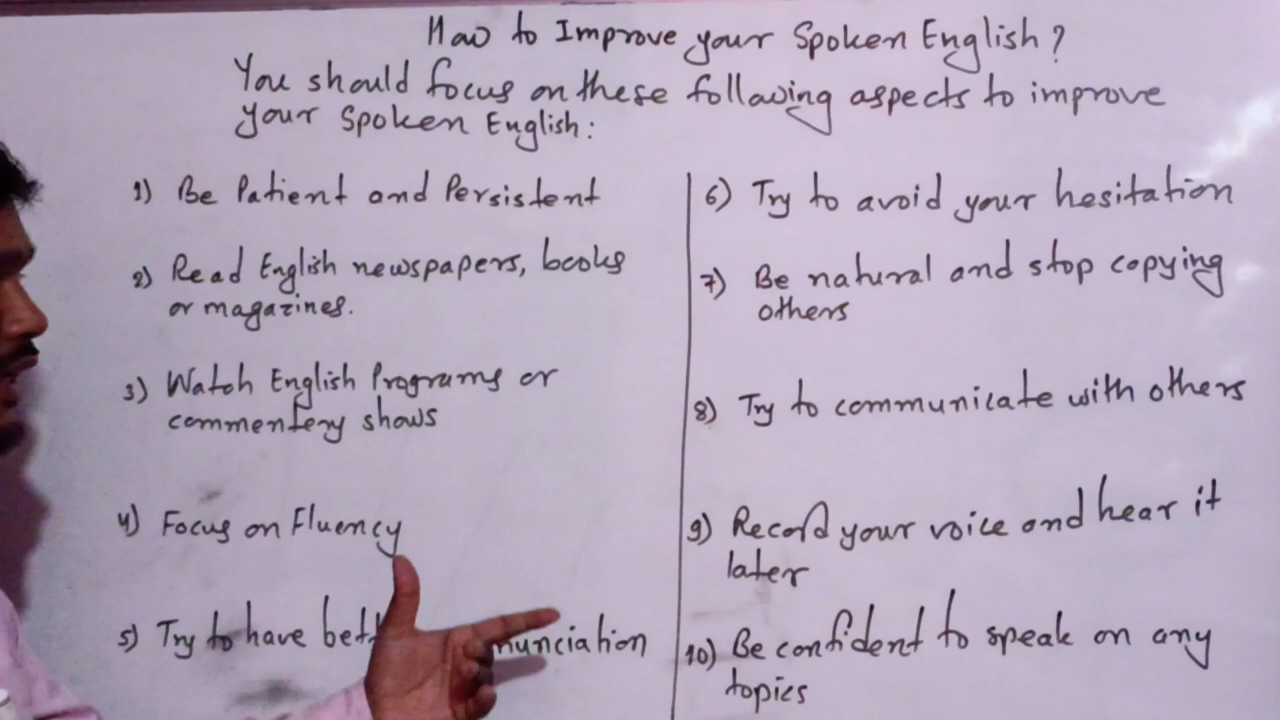 How to Improve your Spoken English?
You should focus on these following aspects to improve
your Spoken English:
1) Be Patient and Persistent
2) Read English newspapers, books
or magazines.
3) Watch English Programs or
commentery shows
4) Focus on Fluency
5) Try to have bett nunciation
6) Try to avoid your hesitation
7) Be natural and stop copying
others
8) Try to communicate with others
9) Record your voice and hear it
later
10) Be confident to speak on any
topics